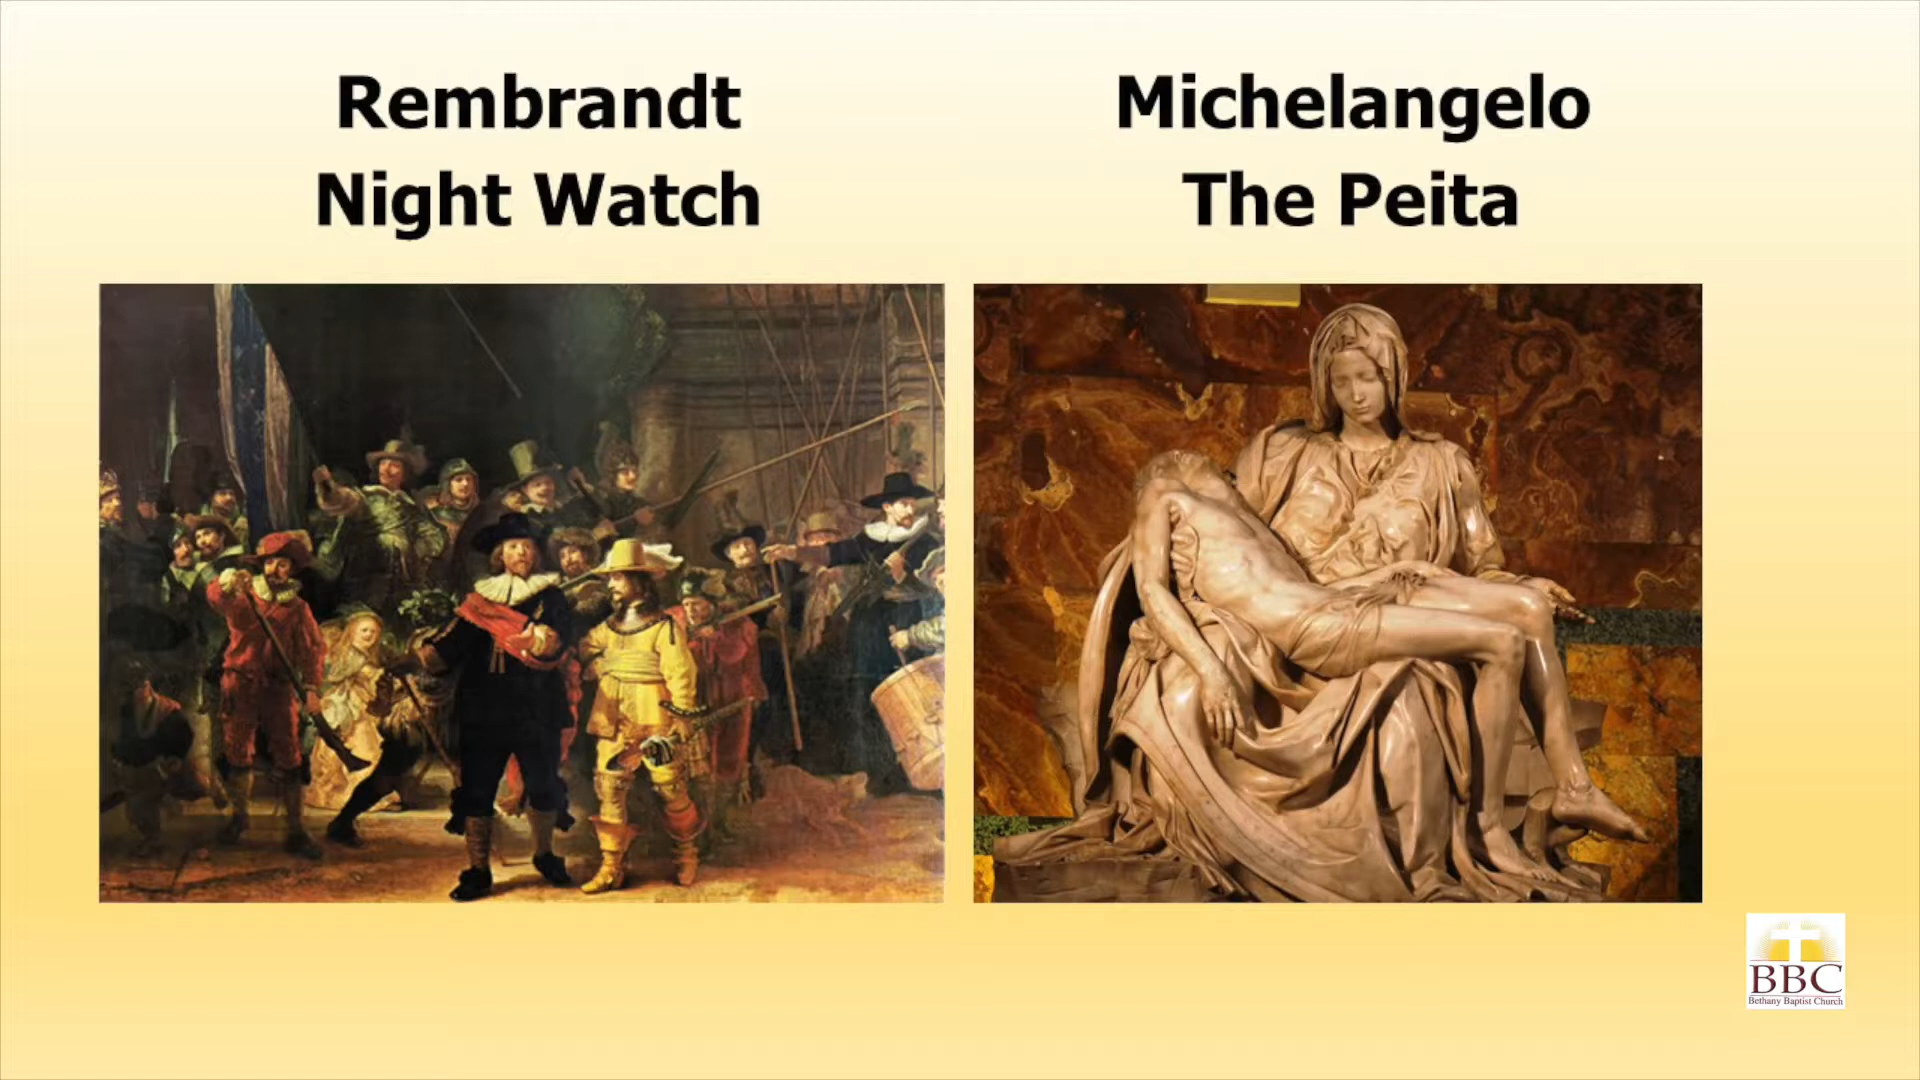 Rembrandt
Night Watch
Michelangelo
The Peita
BBC
Bethany Baptist Church